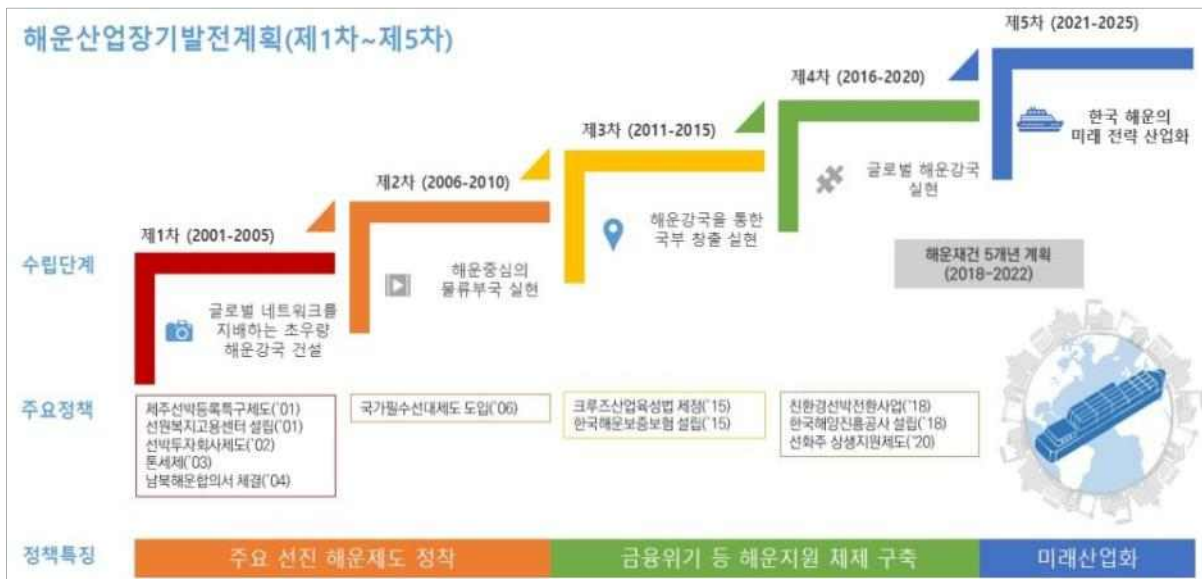 해운산업장기발전계획(제1차~제5차)
제5차 (2021-2025)
한국 해운의
미래 전략 산업화
제4차 (2016-2020)
글로벌 해운강국
실현
해운재건 5개년 계획
(2018-2022)
제3차 (2011-2015)
해운강국을 통한
국부 창출 실현
제2차 (2006-2010)
해운중심의
물류부국 실현
제1차 (2001-2005)
글로벌 네트워크를
지배하는 초우량
해운강국 건설
수립단계
주요정책
제주선박등록특구제도('01)
선원복지고용센터 설립('01)
선박투자회사제도('02)
톤세제('03)
남북해운합의서 체결('04)
국가필수선대제도 도입('06)
크루즈산업육성법 제정('15)
한국해운보증보험 설립('15)
친환경선박전환사업('18)
한국해양진흥공사 설립('18)
선화주 상생지원제도('20)
정책특징
주요 선진 해운제도 정착
금융위기 등 해운지원 체제 구축
미래산업화